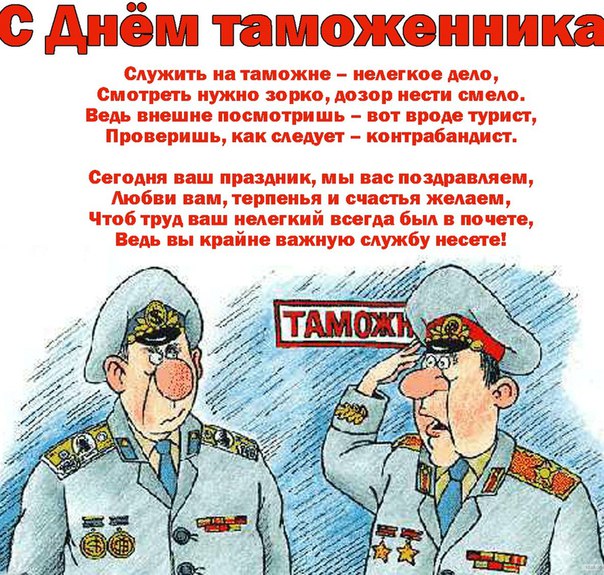 С Днём таможенника
Служить на таможне – нелегкое дело,
Смотреть нужно зорко, дозор нести смело.
Ведь внешне посмотришь – вот вроде турист,
Проверишь, как следует – контрабандист.
Сегодня ваш праздник, мы вас поздравляем,
Любви вам, терпенья и счастья желаем,
Чтоб труд ваш нелегкий всегда был в почете,
Ведь вы крайне важную службу несете!
ТАМОЖН